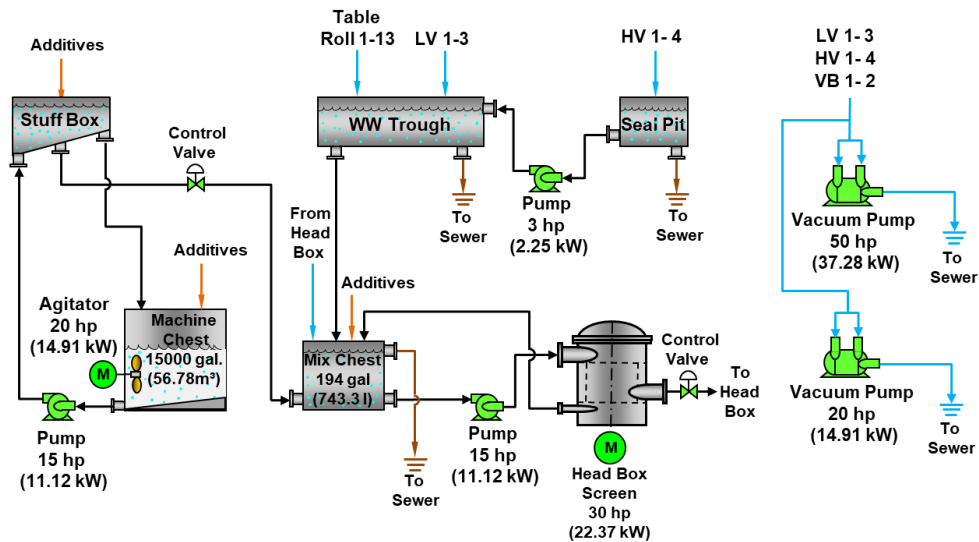 Additives
Stuff Box
Control
Valve
Table
Roll 1-13
LV 1-3
WW Trough
HV 1- 4
Seal Pit
Pump
3 hp
(2.25 kW)
To
Sewer
To
Sewer
LV 1- 3
HV 1- 4
VB 1- 2
Vacuum Pump
50 hp
(37.28 kW)
To
Sewer
From
Head
Box
Additives
Additives
Agitator
20 hp
(14.91 kW)
M
Machine
Chest
15000 gal.
(56.78m³)
Pump
15 hp
(11.12 kW)
Mix Chest
194 gal
(743.3 l)
To
Sewer
Pump
15 hp
(11.12 kW)
M
Head Box
Screen
30 hp
(22.37 kW)
Control
Valve
To
Head
Box
Vacuum Pump
20 hp
(14.91 kW)
To
Sewer